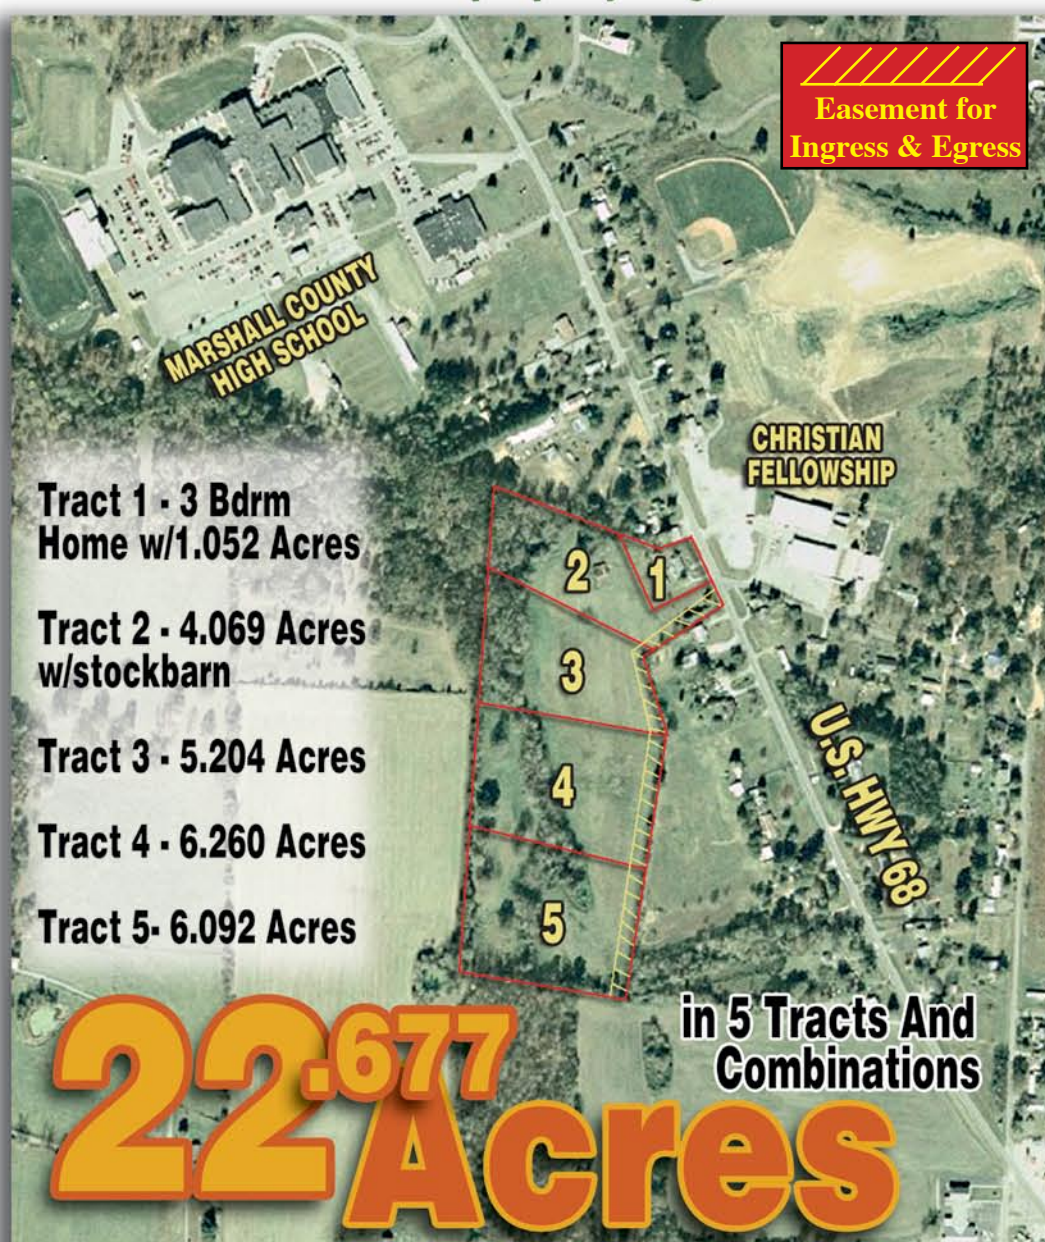 Easement for
Ingress & Egress
MARSHALL COUNTY
HIGH SCHOOL
CHRISTIAN
FELLOWSHIP
Tract 1 - 3 Bdrm
Home w/1.052 Acres
Tract 2 - 4.069 Acres
w/stockbarn
Tract 3 - 5.204 Acres
Tract 4 - 6.260 Acres
Tract 5- 6.092 Acres
1
2
3
4
5
U.S. HWY 68
22.677
Acres
in 5 Tracts And
Combinations